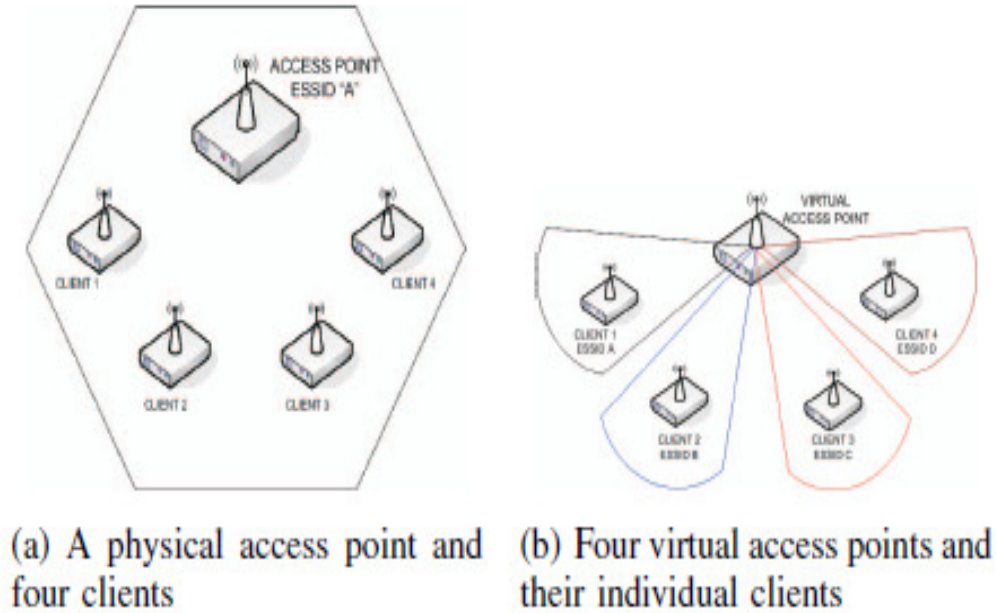 ACCESS POINT
ESSID "A"
CLIENT 1
CLIENT 4
CLIENT 2
CLIENT 3
VIRTUAL
ACCESS POINT
CLIENT 1
ESSID A
CLIENT 4
ESSID D
CLIENT 2
ESSID B
CLIENT 3
ESSID C
(a) A physical access point and
four clients
(b) Four virtual access points and
their individual clients